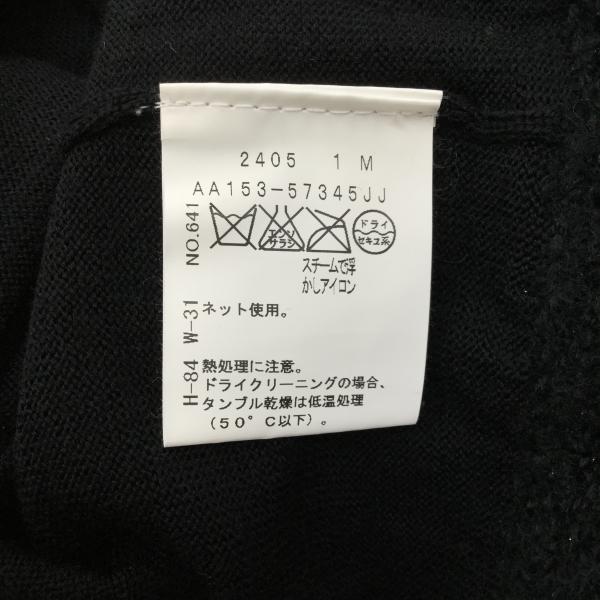 2405 1 M
AA153-57345JJ
エンソ
サラシ
ドライ
セキユ系
スチームで浮
かしアイロン
ネット使用。
熱処理に注意。
ドライクリーニングの場合、
タンブル乾燥は低温処理
(50°C以下)。
H-84 W-31 NO.641